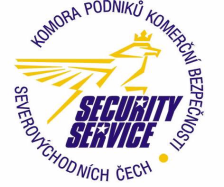 KOMORA PODNIKŮ KOMERČNÍ BEZPEČNOSTI
SECURITY
SERVICE
SEVEROVÝCHODNÍCH ČECH